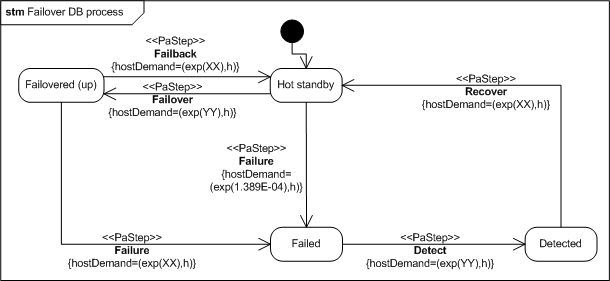 stm Failover DB process
<<PaStep>>
Failback
{hostDemand=(exp(XX),h)}
Failovered (up)
Hot standby
<<PaStep>>
Failover
{hostDemand=(exp(YY),h)}
<<PaStep>>
Recover
{hostDemand=(exp(XX),h)}
<<PaStep>>
Failure
{hostDemand=
(exp(1.389E-04),h)}
<<PaStep>>
Failure
{hostDemand=(exp(XX),h)}
Failed
<<PaStep>>
Detect
{hostDemand=(exp(YY),h)}
Detected